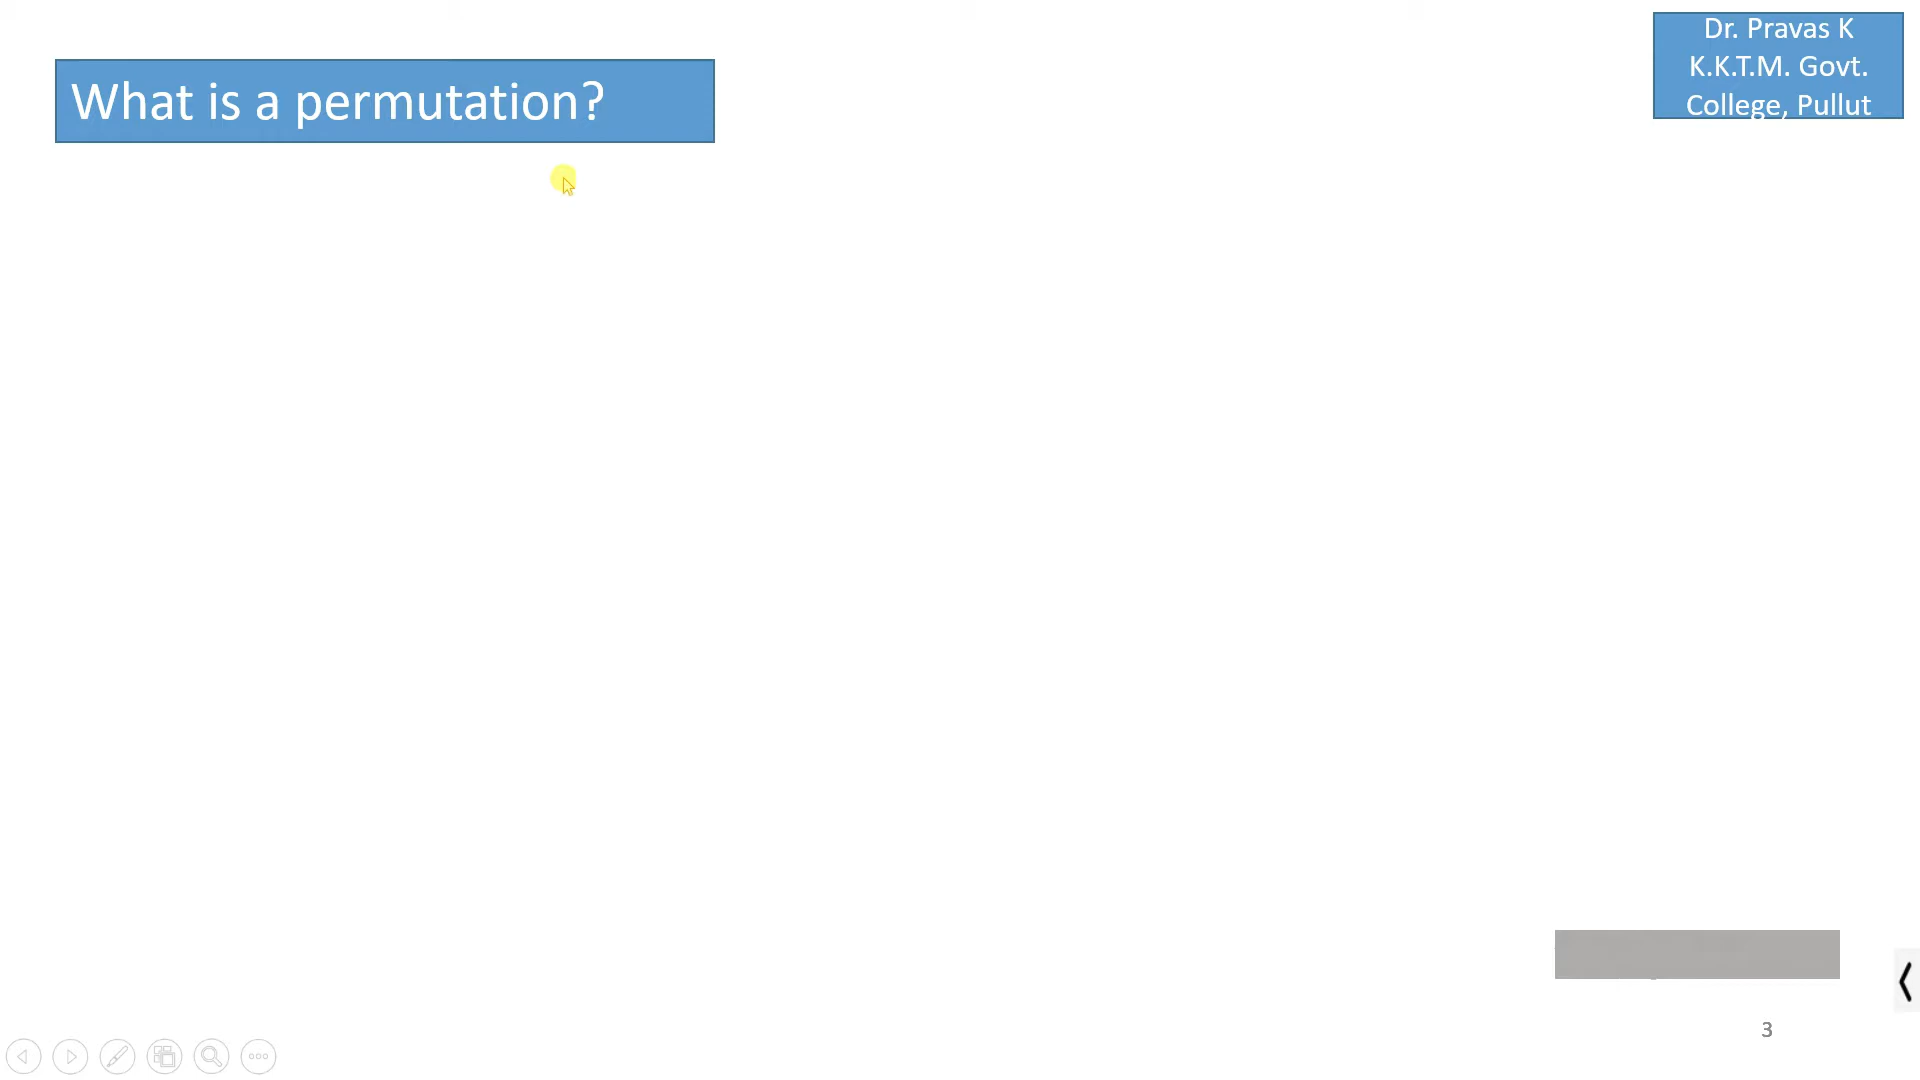 What is a permutation?
Dr. Pravas K
K.K.T.M. Govt.
College, Pullut
3